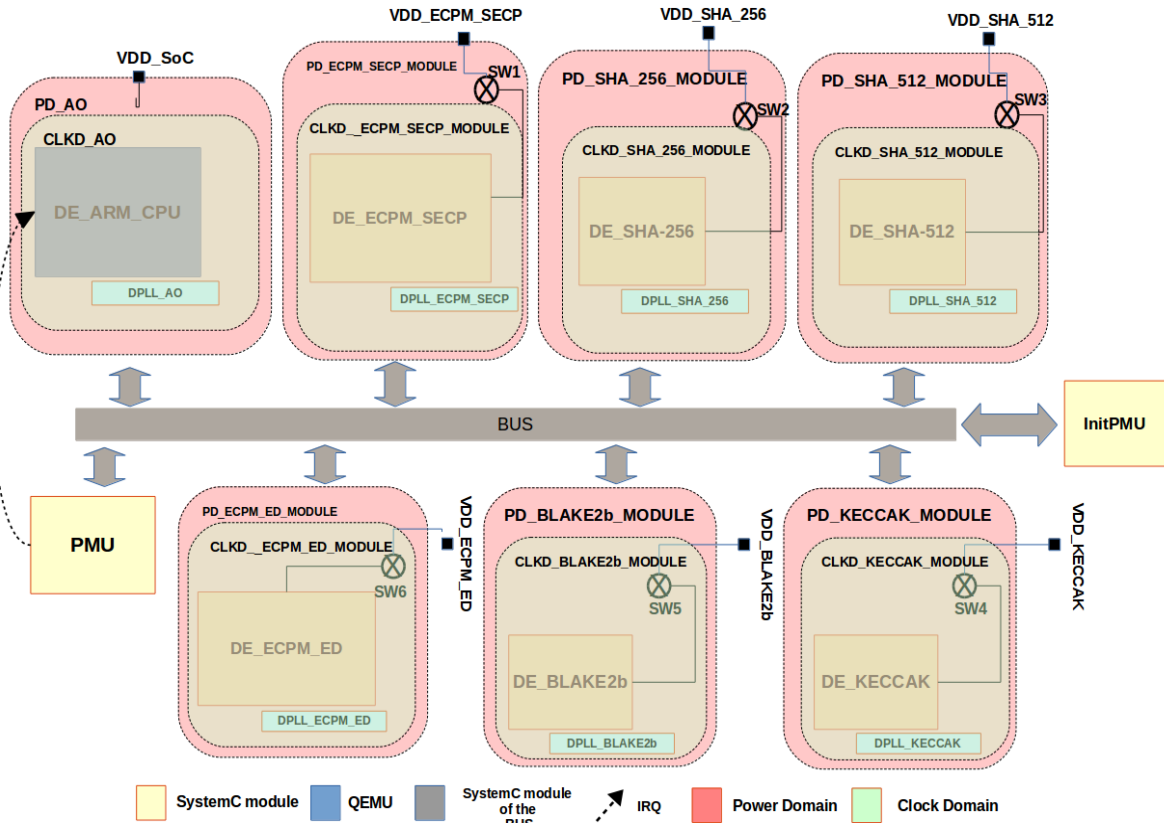 VDD_ECPM_SECP
VDD_SHA_256
VDD_SHA_512
VDD_SoC
PD_AO
CLKD_AO
DE_ARM_CPU
DPLL_AO
PD_ECPM_SECP_MODULE
SW1
CLKD__ECPM_SECP_MODULE
DE_ECPM_SECP
DPLL_ECPM_SECP
PD_SHA_256_MODULE
SW2
CLKD_SHA_256_MODULE
DE_SHA-256
DPLL_SHA_256
PD_SHA_512_MODULE
SW3
CLKD_SHA_512_MODULE
DE_SHA-512
DPLL_SHA_512
BUS
InitPMU
PMU
PD_ECPM_ED_MODULE
CLKD__ECPM_ED_MODULE
SW6
DE_ECPM_ED
DPLL_ECPM_ED
VDD_ECPM_ED
PD_BLAKE2b_MODULE
CLKD_BLAKE2b_MODULE
SW5
DE_BLAKE2b
DPLL_BLAKE2b
VDD_BLAKE2b
PD_KECCAK_MODULE
CLKD_KECCAK_MODULE
SW4
DE_KECCAK
DPLL_KECCAK
VDD_KECCAK
SystemC module
QEMU
SystemC module
of the
BUS
IRQ
Power Domain
Clock Domain